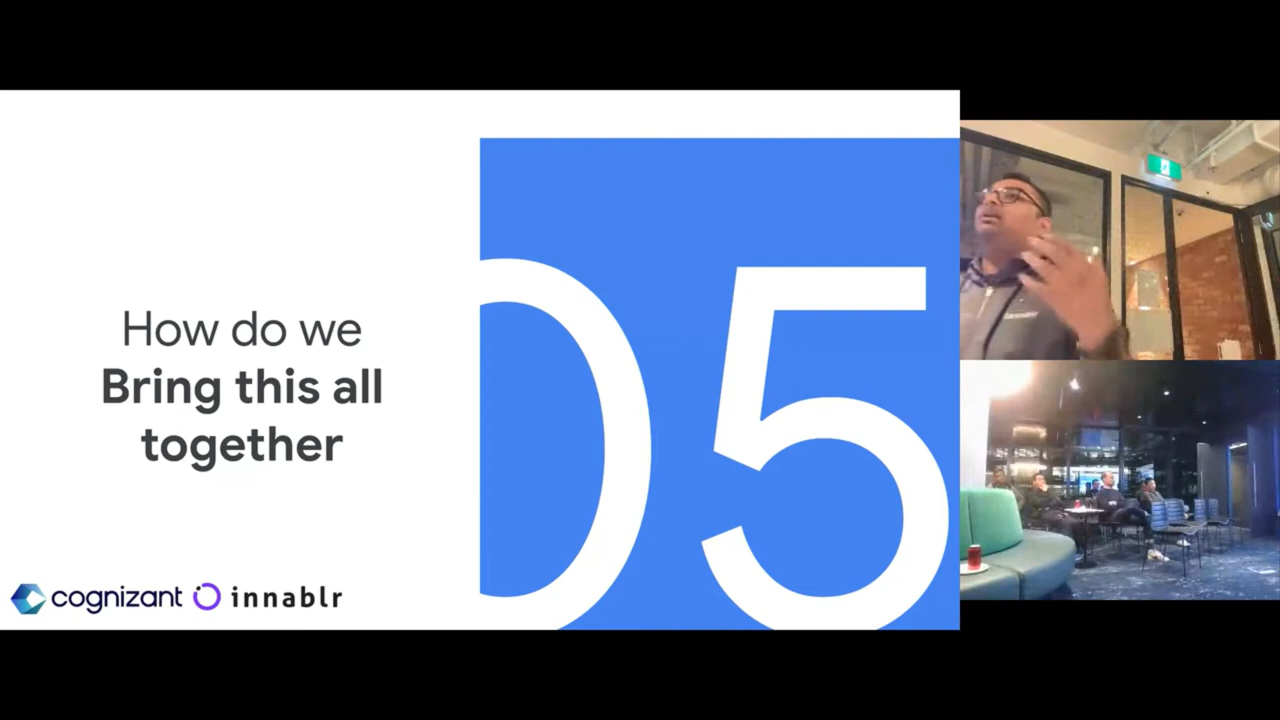 How do we
Bring this all
together
05
cognizant innablr